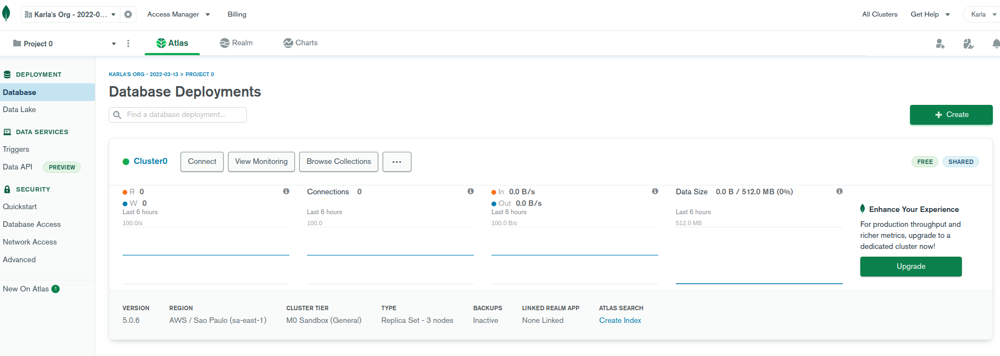 Karla's Org - 2022-0... Access Manager Billing All Clusters Get Help Karla
Project 0 Atlas Realm Charts
DEPLOYMENT
Database
Data Lake
DATA SERVICES
Triggers
Data API PREVIEW
SECURITY
Quickstart
Database Access
Network Access
Advanced
New On Atlas 1
KARLA'S ORG - 2022-03-13 > PROJECT 0
Database Deployments
Find a database deployment...
Create
Cluster0 Connect View Monitoring Browse Collections ... FREE SHARED
R 0
W 0
Last 6 hours
100.0/s
Connections 0
Last 6 hours
100.0
In 0.0 B/s
Out 0.0 B/s
Last 6 hours
100.0 B/s
Data Size 0.0 B / 512.0 MB (0%)
Last 6 hours
512.0 MB
Enhance Your Experience
For production throughput and
richer metrics, upgrade to a
dedicated cluster now!
Upgrade
VERSION REGION CLUSTER TIER TYPE BACKUPS LINKED REALM APP ATLAS SEARCH
5.0.6 AWS / Sao Paulo (sa-east-1) M0 Sandbox (General) Replica Set - 3 nodes Inactive None Linked Create Index